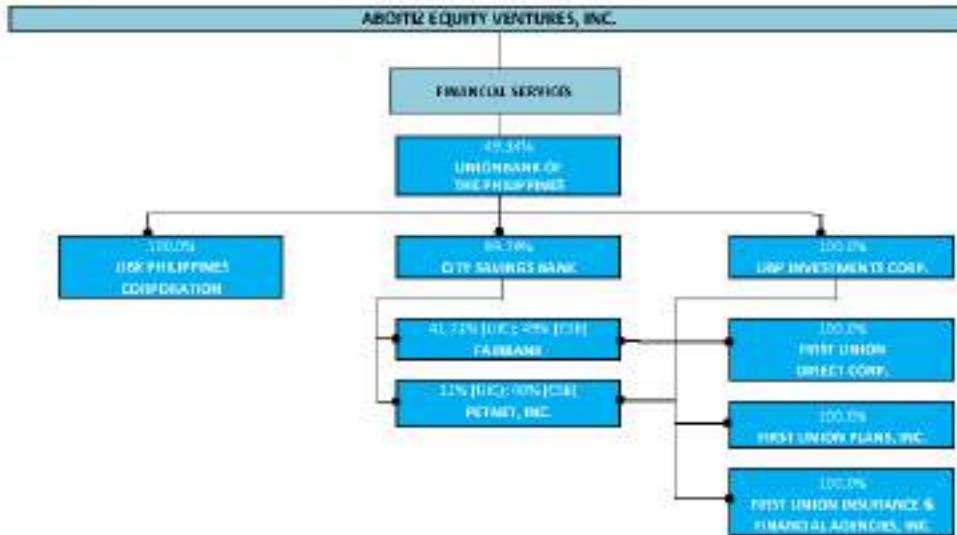 ABOITIZ EQUITY VENTURES, INC.
FINANCIAL SERVICES
UNIONBANK OF
THE PHILIPPINES
100.0%
UBX PHILIPPINES
CORPORATION
CITY SAVINGS BANK
100.0%
UBP INVESTMENTS CORP.
FAIRBANK
PETNET, INC.
100.0%
FIRST UNION
DIRECT CORP.
100.0%
FIRST UNION PLANS, INC.
100.0%
FIRST UNION INSURANCE &
FINANCIAL AGENCIES, INC.